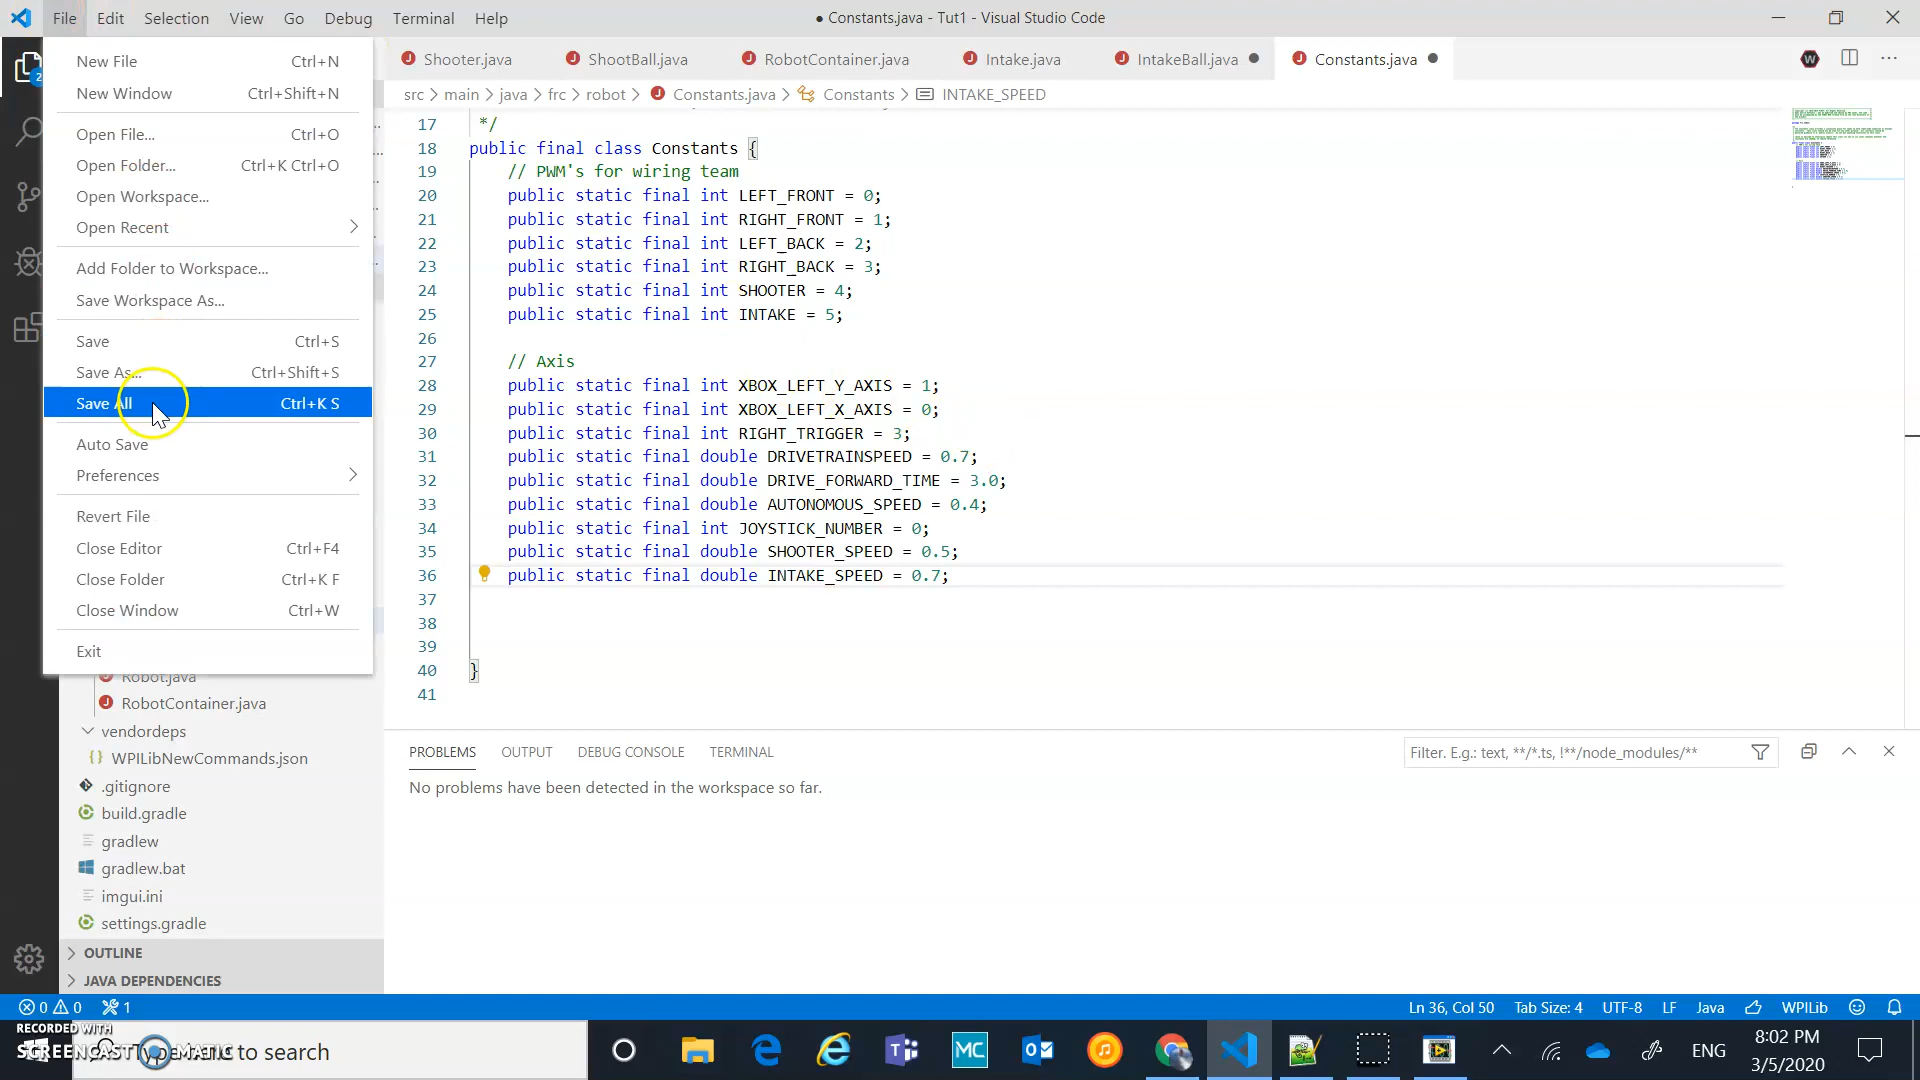 File Edit Selection View Go Debug Terminal Help
● Constants.java - Tut1 - Visual Studio Code
New File Ctrl+N
New Window Ctrl+Shift+N
Open File... Ctrl+O
Open Folder... Ctrl+K Ctrl+O
Open Workspace...
Open Recent
Add Folder to Workspace...
Save Workspace As...
Save Ctrl+S
Save As... Ctrl+Shift+S
Save All Ctrl+K S
Auto Save
Preferences
Revert File
Close Editor Ctrl+F4
Close Folder Ctrl+K F
Close Window Ctrl+W
Exit
2
Robot.java
RobotContainer.java
vendordeps
WPILibNewCommands.json
.gitignore
build.gradle
gradlew
gradlew.bat
imgui.ini
settings.gradle
OUTLINE
JAVA DEPENDENCIES
Shooter.java ShootBall.java RobotContainer.java Intake.java IntakeBall.java Constants.java
src > main > java > frc > robot > Constants.java > Constants > INTAKE_SPEED
17 */
18 public final class Constants {
19 // PWM's for wiring team
20 public static final int LEFT_FRONT = 0;
21 public static final int RIGHT_FRONT = 1;
22 public static final int LEFT_BACK = 2;
23 public static final int RIGHT_BACK = 3;
24 public static final int SHOOTER = 4;
25 public static final int INTAKE = 5;
26
27 // Axis
28 public static final int XBOX_LEFT_Y_AXIS = 1;
29 public static final int XBOX_LEFT_X_AXIS = 0;
30 public static final int RIGHT_TRIGGER = 3;
31 public static final double DRIVETRAINSPEED = 0.7;
32 public static final double DRIVE_FORWARD_TIME = 3.0;
33 public static final double AUTONOMOUS_SPEED = 0.4;
34 public static final int JOYSTICK_NUMBER = 0;
35 public static final double SHOOTER_SPEED = 0.5;
36 public static final double INTAKE_SPEED = 0.7;
37
38
39
40 }
41
PROBLEMS OUTPUT DEBUG CONSOLE TERMINAL
Filter. E.g.: text, **/*.ts, !**/node_modules/**
No problems have been detected in the workspace so far.
0 0 1
Ln 36, Col 50 Tab Size: 4 UTF-8 LF Java WPILib
RECORDED WITH
SCREENCAST MATIC
Type here to search
MC
ENG
8:02 PM
3/5/2020